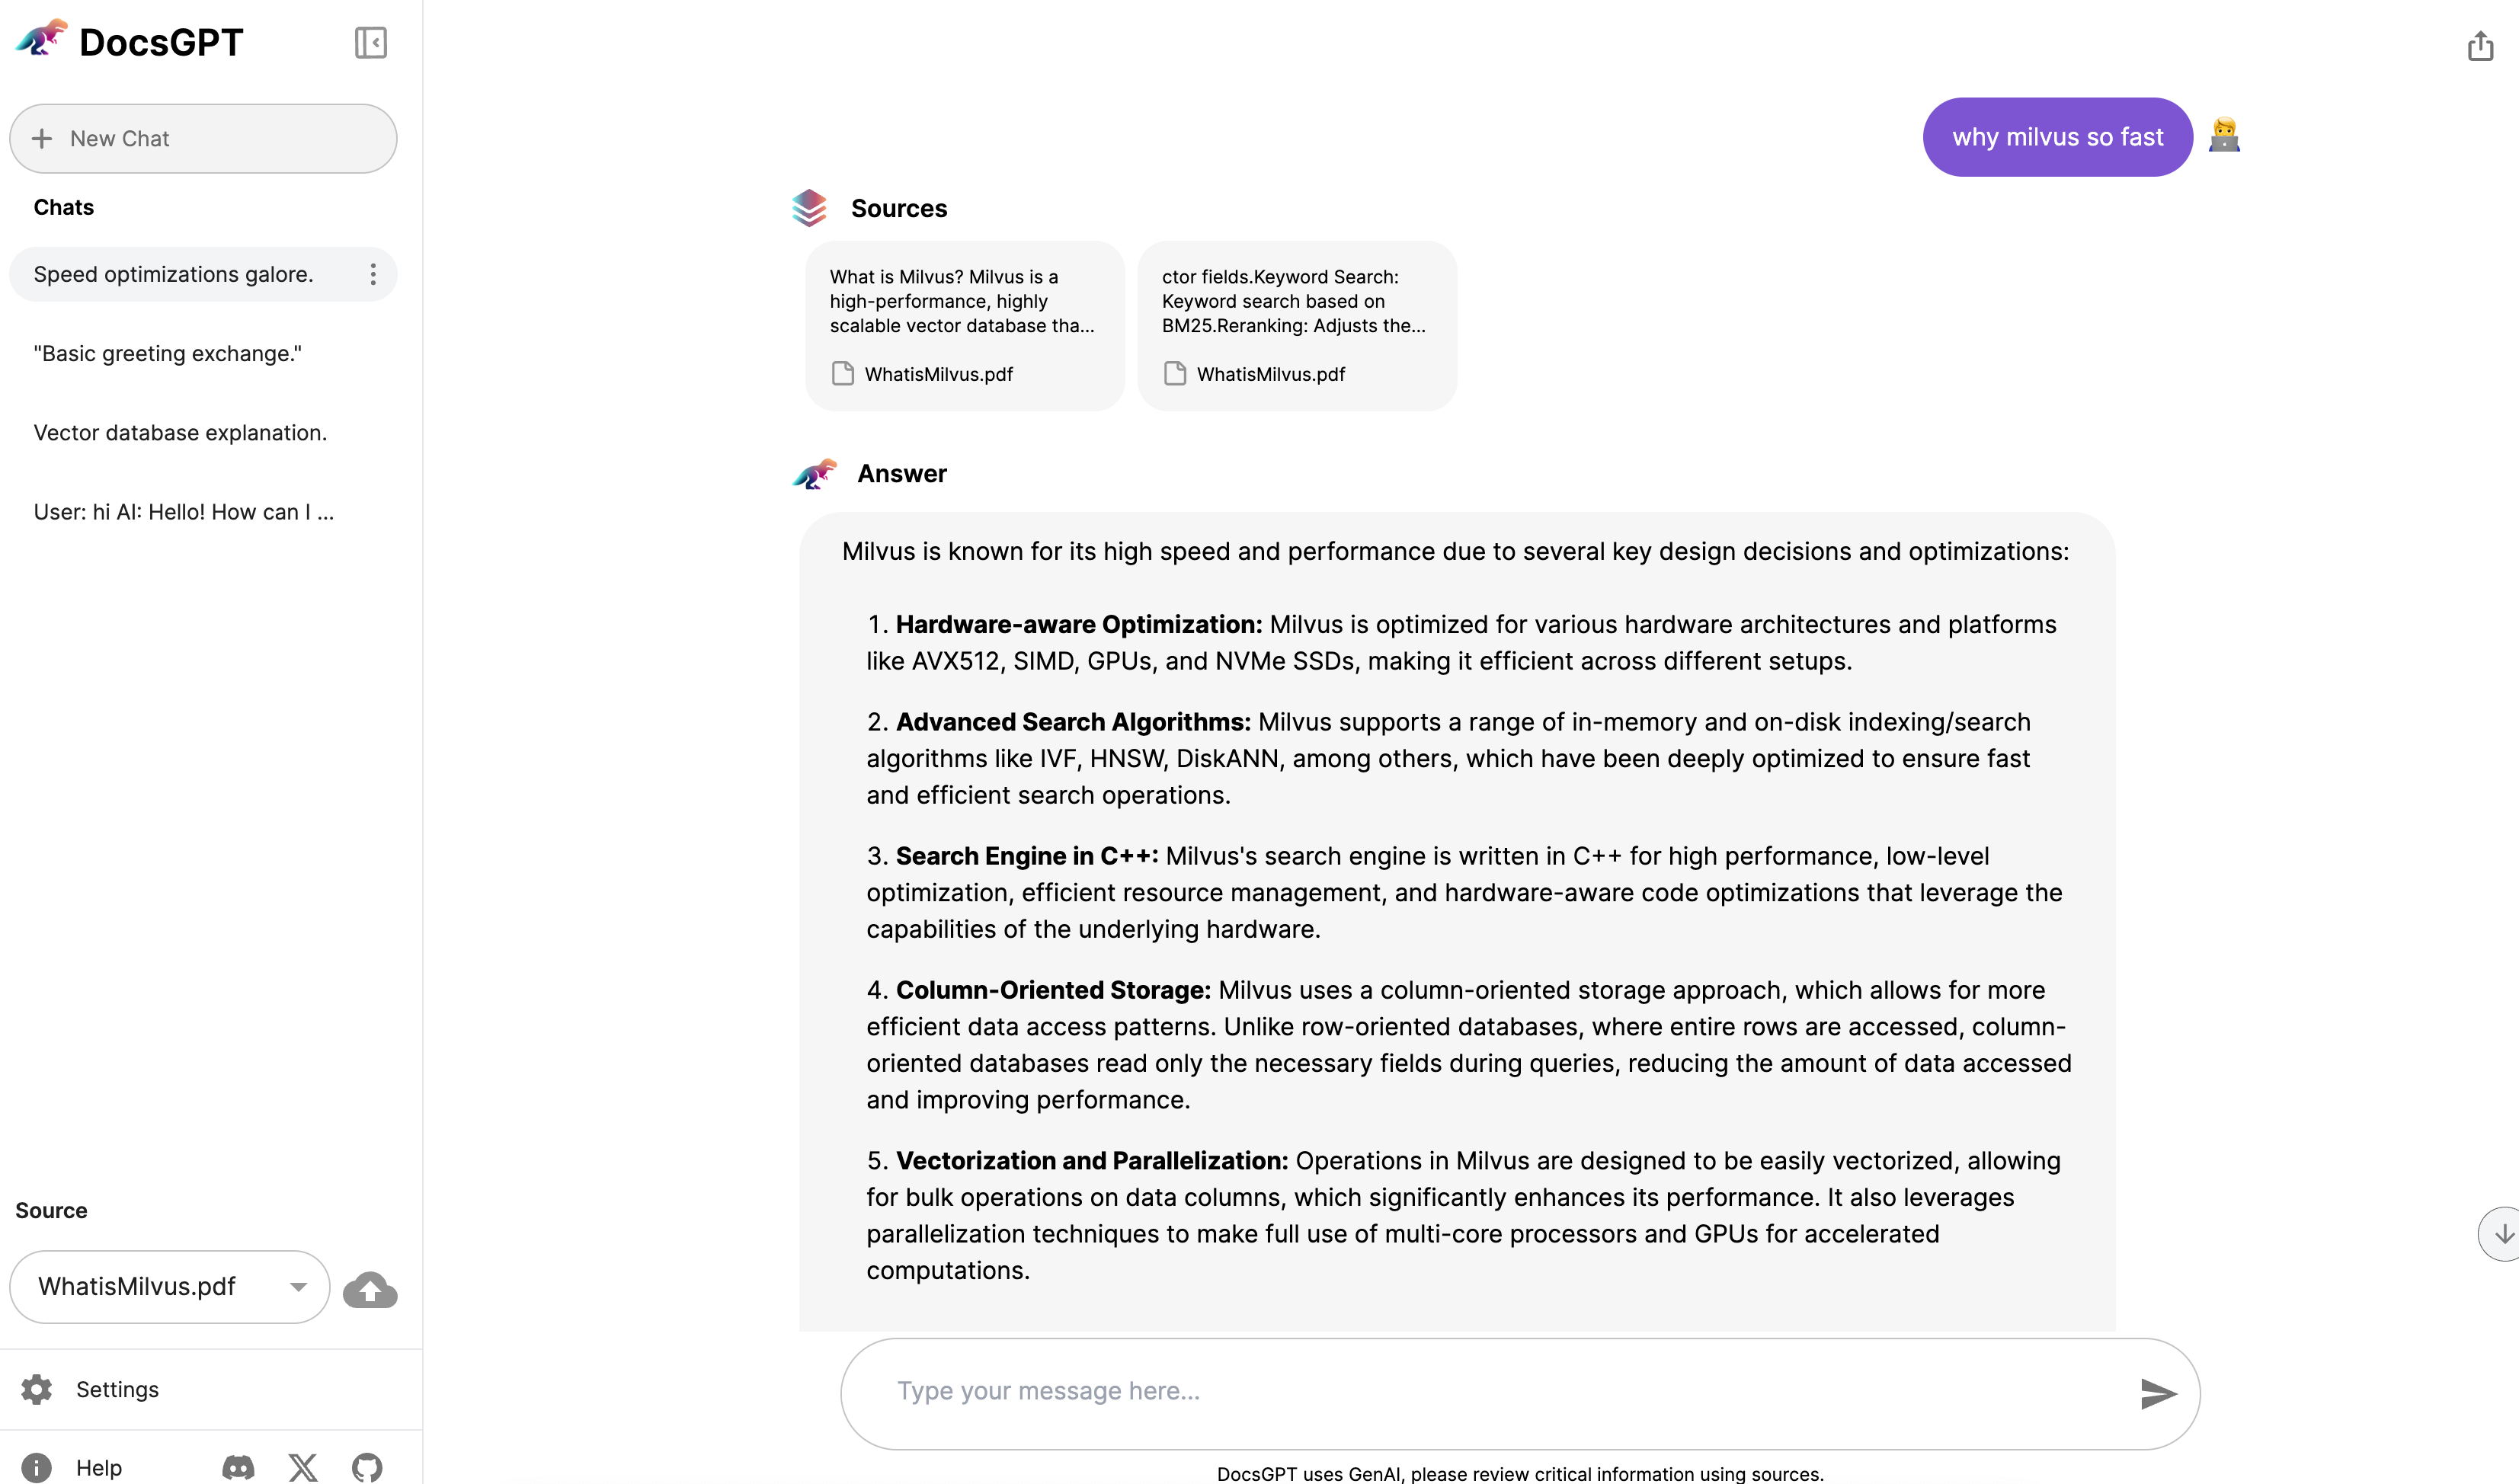 DocsGPT
New Chat
Chats
Speed optimizations galore.
"Basic greeting exchange."
Vector database explanation.
User: hi AI: Hello! How can I ...
Source
WhatisMilvus.pdf
Settings
Help
why milvus so fast
Sources
What is Milvus? Milvus is a
high-performance, highly
scalable vector database tha...
WhatisMilvus.pdf
ctor fields.Keyword Search:
Keyword search based on
BM25.Reranking: Adjusts the...
WhatisMilvus.pdf
Answer
Milvus is known for its high speed and performance due to several key design decisions and optimizations:
1. Hardware-aware Optimization: Milvus is optimized for various hardware architectures and platforms
like AVX512, SIMD, GPUs, and NVMe SSDs, making it efficient across different setups.
2. Advanced Search Algorithms: Milvus supports a range of in-memory and on-disk indexing/search
algorithms like IVF, HNSW, DiskANN, among others, which have been deeply optimized to ensure fast
and efficient search operations.
3. Search Engine in C++: Milvus's search engine is written in C++ for high performance, low-level
optimization, efficient resource management, and hardware-aware code optimizations that leverage the
capabilities of the underlying hardware.
4. Column-Oriented Storage: Milvus uses a column-oriented storage approach, which allows for more
efficient data access patterns. Unlike row-oriented databases, where entire rows are accessed, column-
oriented databases read only the necessary fields during queries, reducing the amount of data accessed
and improving performance.
5. Vectorization and Parallelization: Operations in Milvus are designed to be easily vectorized, allowing
for bulk operations on data columns, which significantly enhances its performance. It also leverages
parallelization techniques to make full use of multi-core processors and GPUs for accelerated
computations.
Type your message here...
DocsGPT uses GenAI, please review critical information using sources.